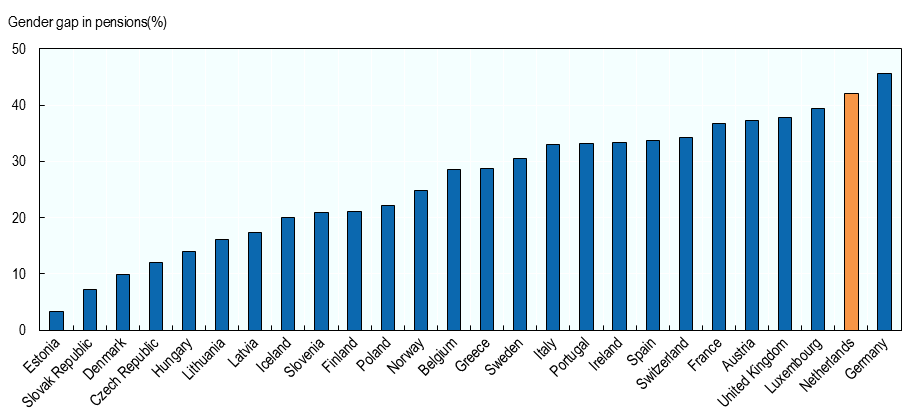 Gender gap in pensions(%)
50
40
30
20
10
0
Estonia
Slovak Republic
Denmark
Czech Republic
Hungary
Lithuania
Latvia
Iceland
Slovenia
Finland
Poland
Norway
Belgium
Greece
Sweden
Italy
Portugal
Ireland
Spain
Switzerland
France
Austria
United Kingdom
Luxembourg
Netherlands
Germany